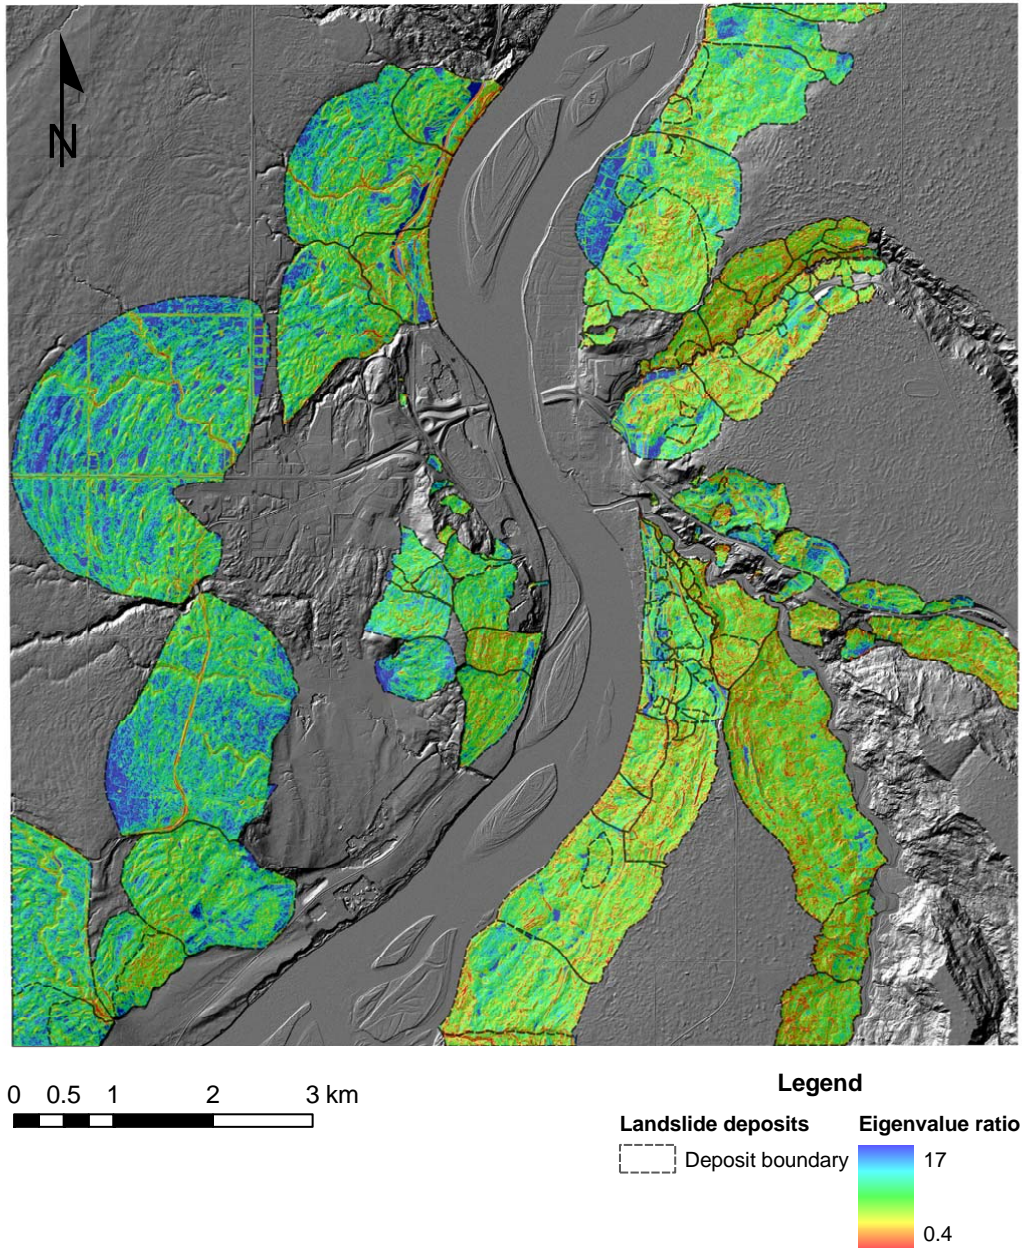 N
0 0.5 1 2 3 km
Legend
Landslide deposits
Deposit boundary
Eigenvalue ratio
17
0.4